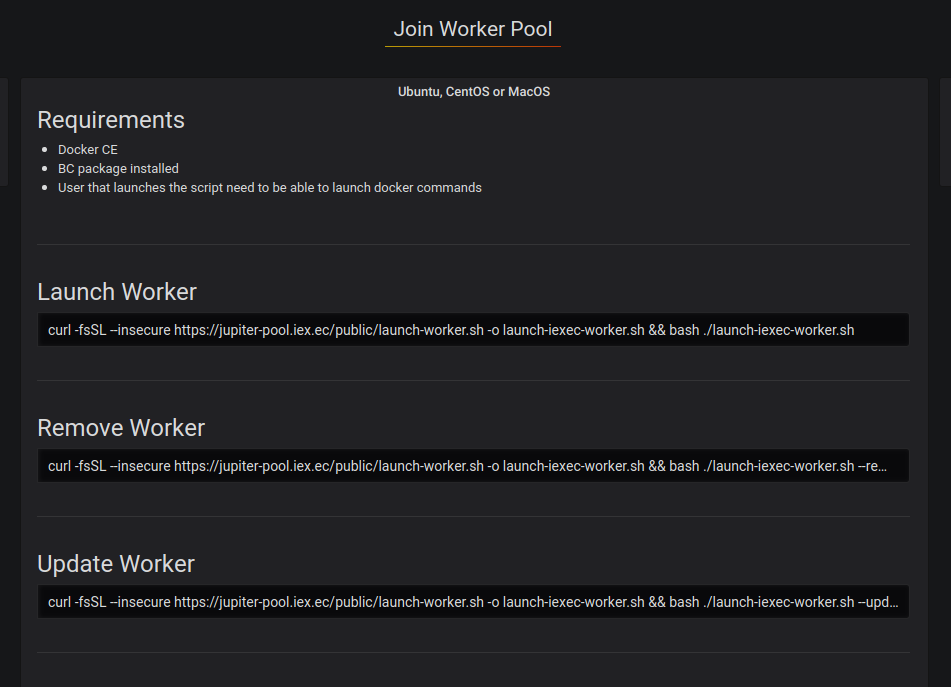 Join Worker Pool
Ubuntu, CentOS or MacOS
Requirements
Docker CE
BC package installed
User that launches the script need to be able to launch docker commands
Launch Worker
curl -fsSL --insecure https://jupiter-pool.iex.ec/public/launch-worker.sh -o launch-iexec-worker.sh && bash ./launch-iexec-worker.sh
Remove Worker
curl -fsSL --insecure https://jupiter-pool.iex.ec/public/launch-worker.sh -o launch-iexec-worker.sh && bash ./launch-iexec-worker.sh --re...
Update Worker
curl -fsSL --insecure https://jupiter-pool.iex.ec/public/launch-worker.sh -o launch-iexec-worker.sh && bash ./launch-iexec-worker.sh --upd...